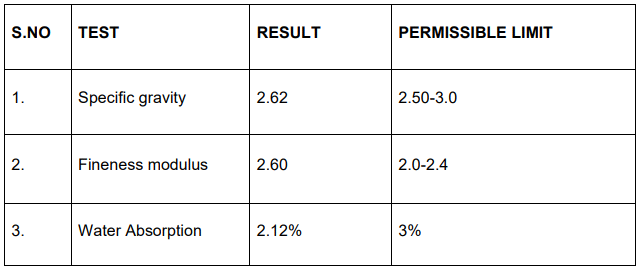 S.NO TEST RESULT PERMISSIBLE LIMIT
1. Specific gravity 2.62 2.50-3.0
2. Fineness modulus 2.60 2.0-2.4
3. Water Absorption 2.12% 3%